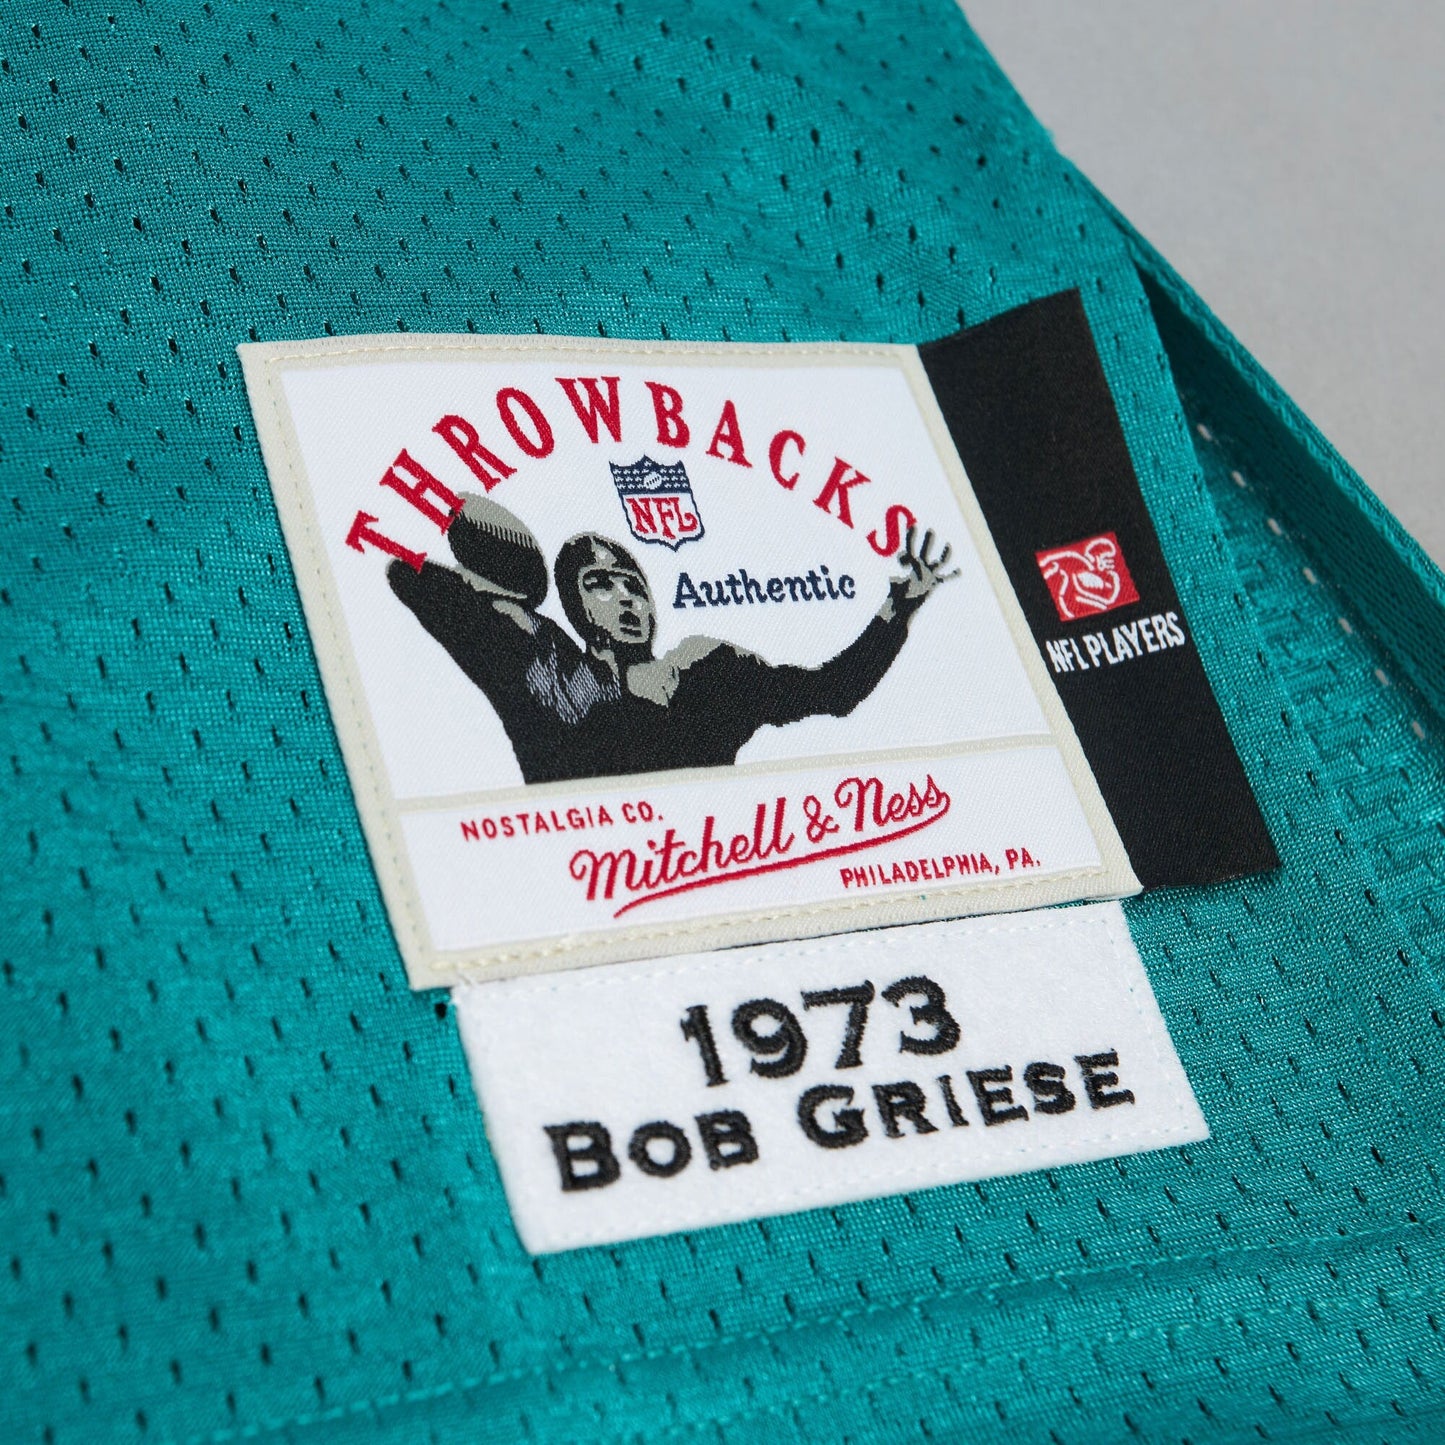 THROWBACKS
NFL
Authentic
NFL PLAYERS
NOSTALGIA CO.
Mitchell & Ness
PHILADELPHIA, PA.
1973
BOB GRIESE